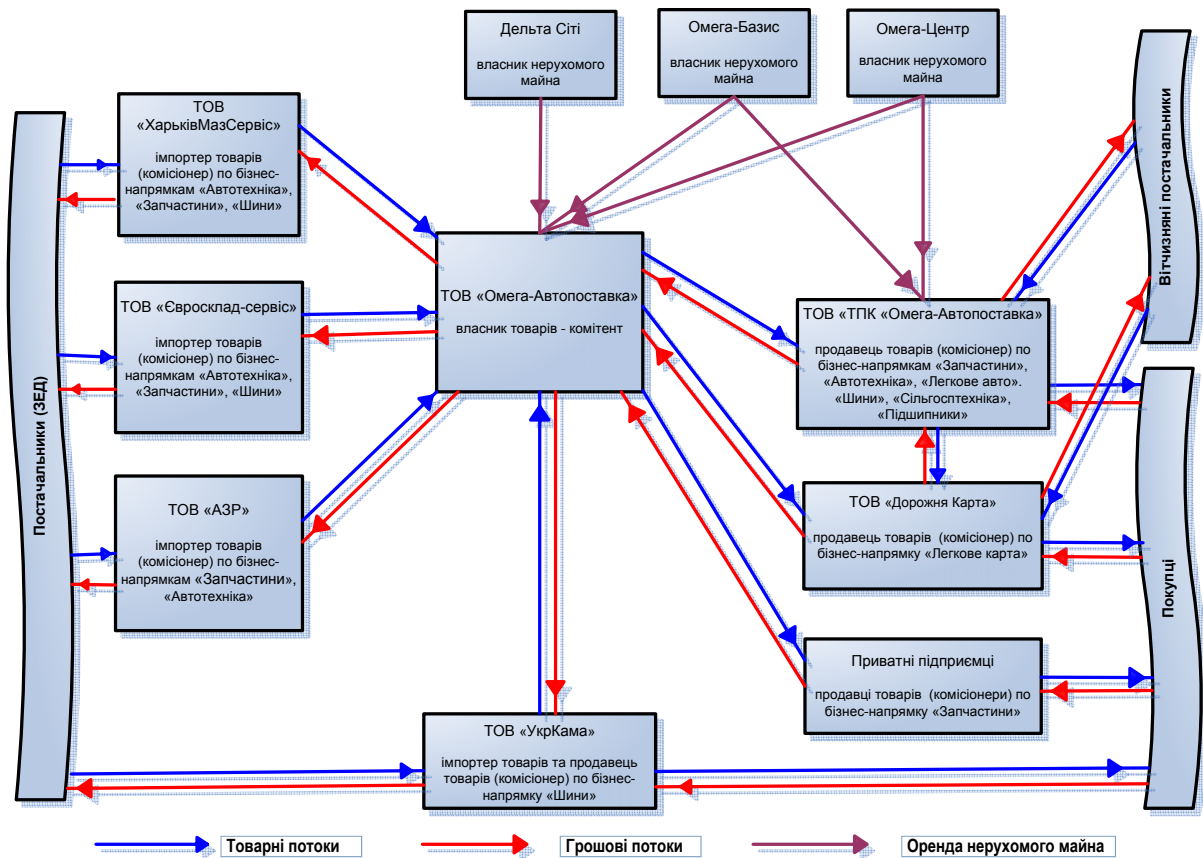 Дельта Сіті
власник нерухомого
майна
Омега-Базис
власник нерухомого
майна
Омега-Центр
власник нерухомого
майна
ТОВ
«ХарьківМазСервіс»
імпортер товарів
(комісіонер) по бізнес-
напрямкам «Автотехніка»,
«Запчастини», «Шини»
Вітчизняні постачальники
Постачальники (ЗЕД)
ТОВ «Євросклад-сервіс»
імпортер товарів
(комісіонер) по бізнес-
напрямкам «Автотехніка»,
«Запчастини», «Шини»
ТОВ «Омега-Автопоставка»
власник товарів - комітент
ТОВ «ТПК «Омега-Автопоставка»
продавець товарів (комісіонер) по
бізнес-напрямкам «Запчастини»,
«Автотехніка», «Легкове авто».
«Шини», «Сільгосптехніка»,
«Підшипники»
ТОВ «АЗР»
імпортер товарів
(комісіонер) по бізнес-
напрямкам «Запчастини»,
«Автотехніка»
ТОВ «Дорожня Карта»
продавець товарів (комісіонер) по
бізнес-напрямку «Легкове карта»
Покупці
Приватні підприємці
продавці товарів (комісіонери) по
бізнес-напрямку «Запчастини»
ТОВ «УкрКама»
імпортер товарів та продавець
товарів (комісіонер) по бізнес-
напрямку «Шини»
Товарні потоки
Грошові потоки
Оренда нерухомого майна